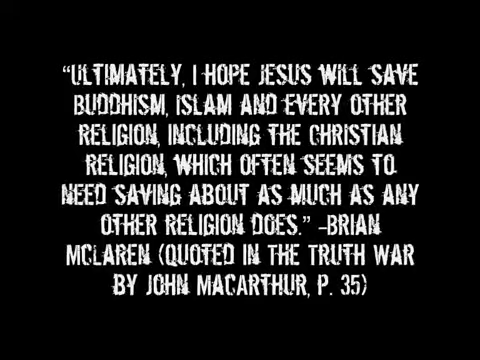 "ULTIMATELY, I HOPE JESUS WILL SAVE
BUDDHISM, ISLAM AND EVERY OTHER
RELIGION, INCLUDING THE CHRISTIAN
RELIGION, WHICH OFTEN SEEMS TO
NEED SAVING ABOUT AS MUCH AS ANY
OTHER RELIGION DOES." -BRIAN
MCLAREN (QUOTED IN THE TRUTH WAR
BY JOHN MACARTHUR, P. 35)